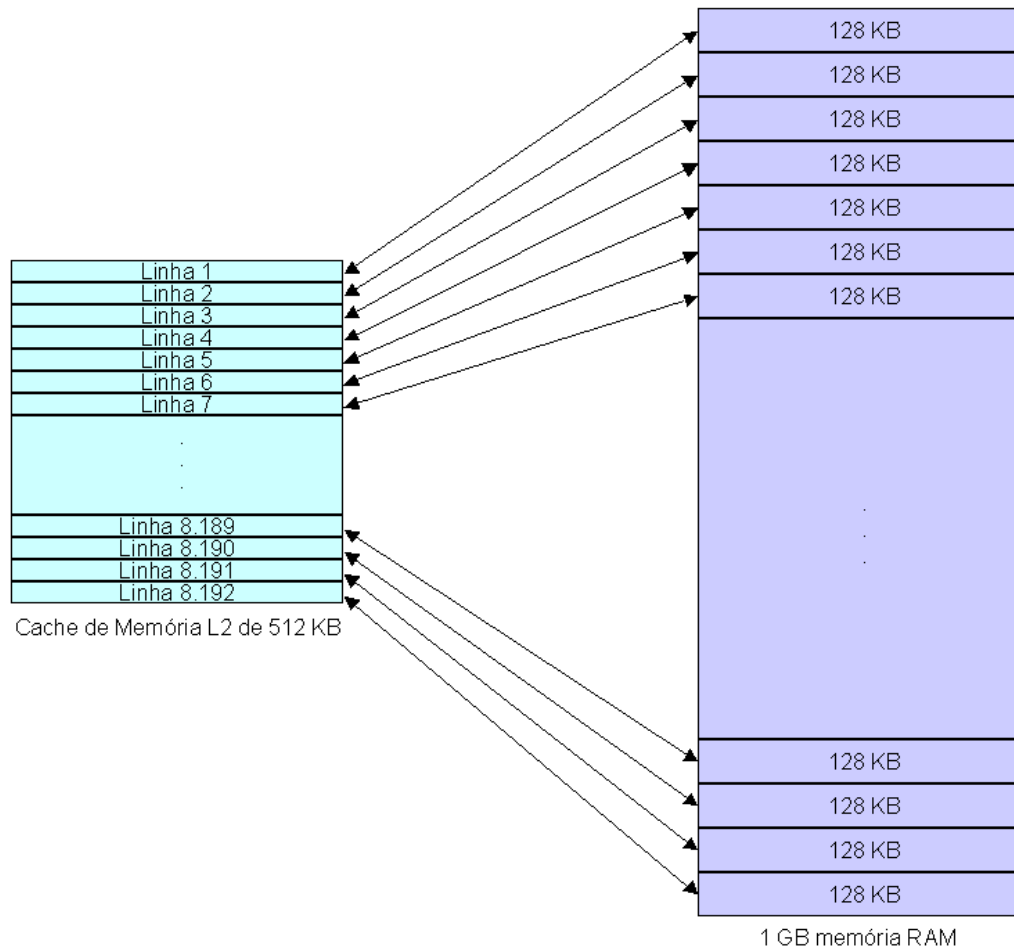 Linha 1
Linha 2
Linha 3
Linha 4
Linha 5
Linha 6
Linha 7
.
.
.
Linha 8.189
Linha 8.190
Linha 8.191
Linha 8.192
Cache de Memória L2 de 512 KB
128 KB
128 KB
128 KB
128 KB
128 KB
128 KB
128 KB
.
.
.
128 KB
128 KB
128 KB
128 KB
1 GB memória RAM